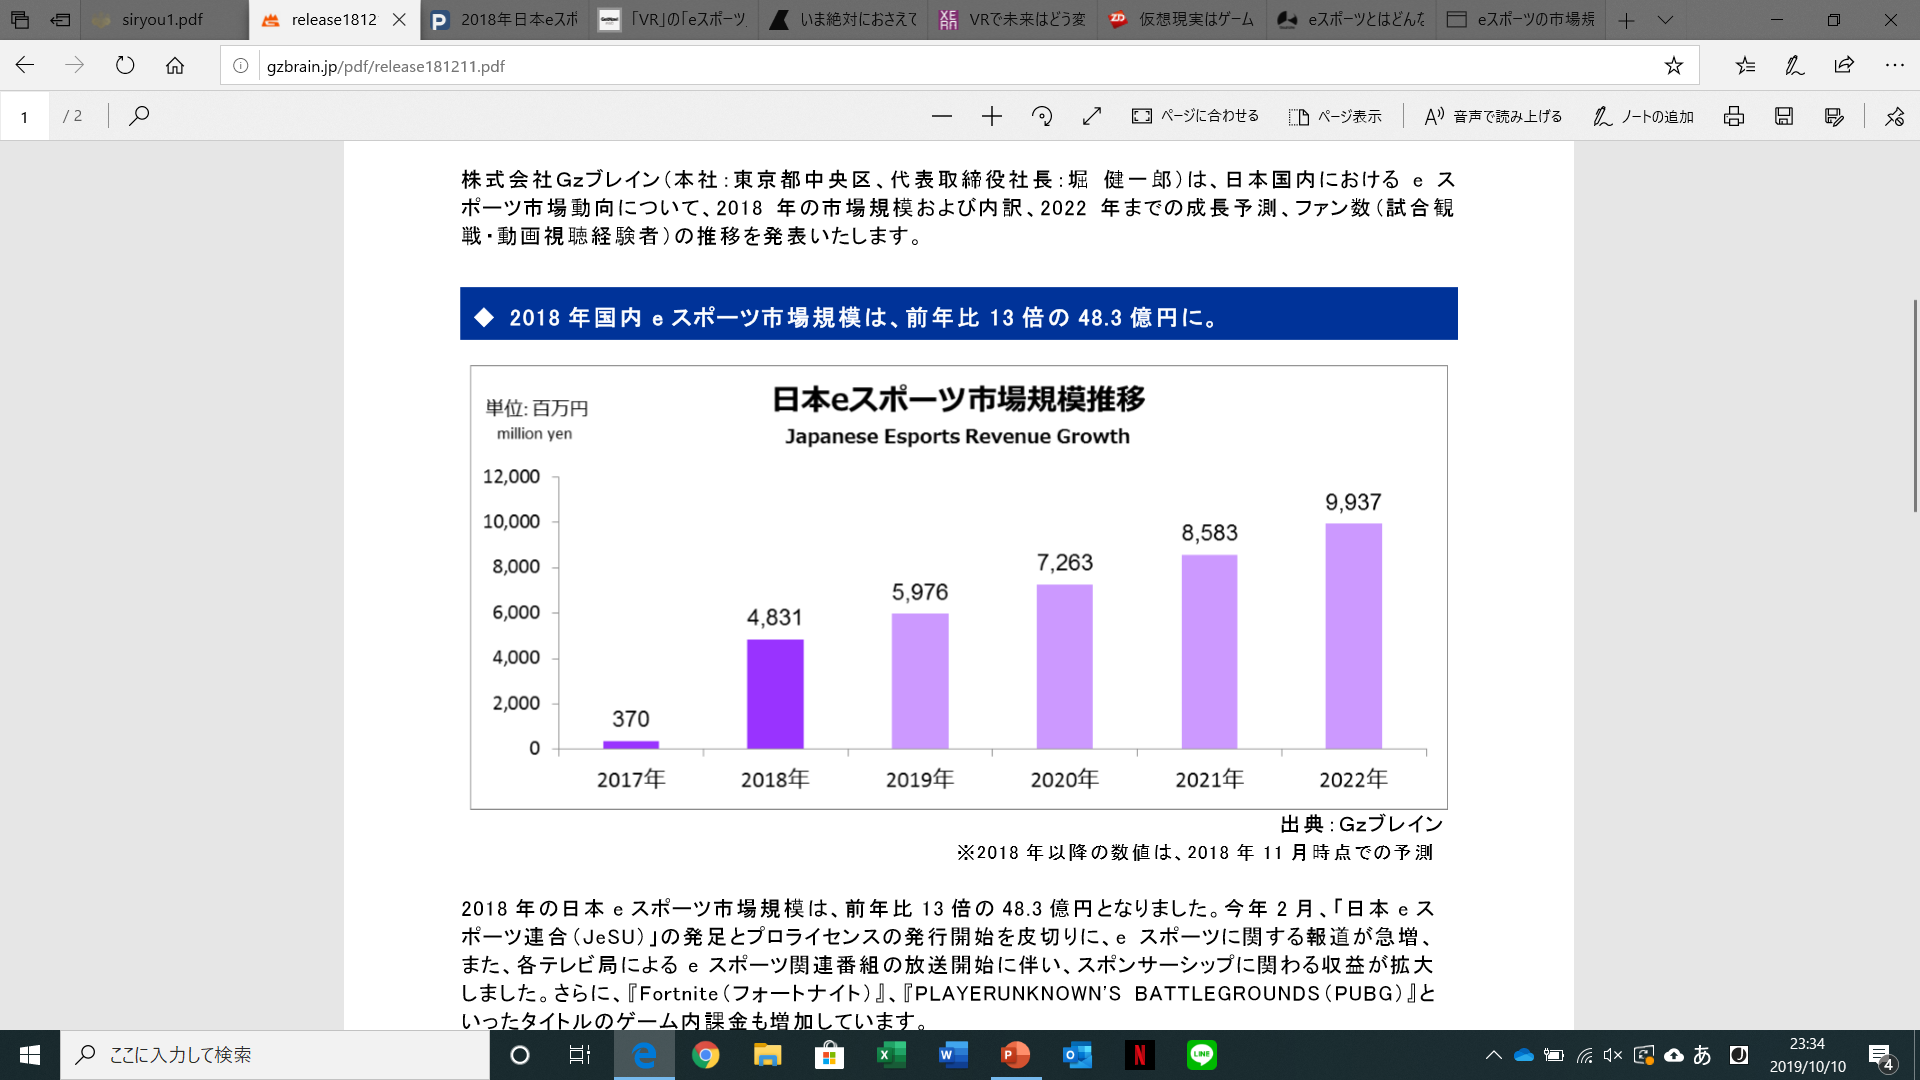 siryou1.pdf
release1812
2018年日本eスポ
「VR」の「eスポーツ
いま絶対におさえて
VRで未来はどう変
仮想現実はゲーム
eスポーツとはどんな
eスポーツの市場規
gzbrain.jp/pdf/release181211.pdf
1 / 2 ページに合わせる ページ表示 音声で読み上げる ノートの追加
株式会社Gzブレイン(本社:東京都中央区、代表取締役社長:堀 健一郎)は、日本国内における e ス
ポーツ市場動向について、2018 年の市場規模および内訳、2022 年までの成長予測、ファン数(試合観
戦・動画視聴経験者)の推移を発表いたします。
◆ 2018 年国内 e スポーツ市場規模は、前年比 13 倍の 48.3 億円に。
日本eスポーツ市場規模推移
単位: 百万円
million yen
Japanese Esports Revenue Growth
12,000
10,000
8,000
6,000
4,000
2,000
0
370
4,831
5,976
7,263
8,583
9,937
2017年 2018年 2019年 2020年 2021年 2022年
出典:Gzブレイン
※2018 年以降の数値は、2018 年 11 月時点での予測
2018 年の日本 e スポーツ市場規模は、前年比 13 倍の 48.3 億円となりました。今年 2 月、「日本 e ス
ポーツ連合(JeSU)」の発足とプロライセンスの発行開始を皮切りに、e スポーツに関する報道が急増、
また、各テレビ局による e スポーツ関連番組の放送開始に伴い、スポンサーシップに関わる収益が拡大
しました。さらに、『Fortnite(フォートナイト)』、『PLAYERUNKNOWN'S BATTLEGROUNDS(PUBG)』と
いったタイトルのゲーム内課金も増加しています。
ここに入力して検索
あ
23:34
2019/10/10
4